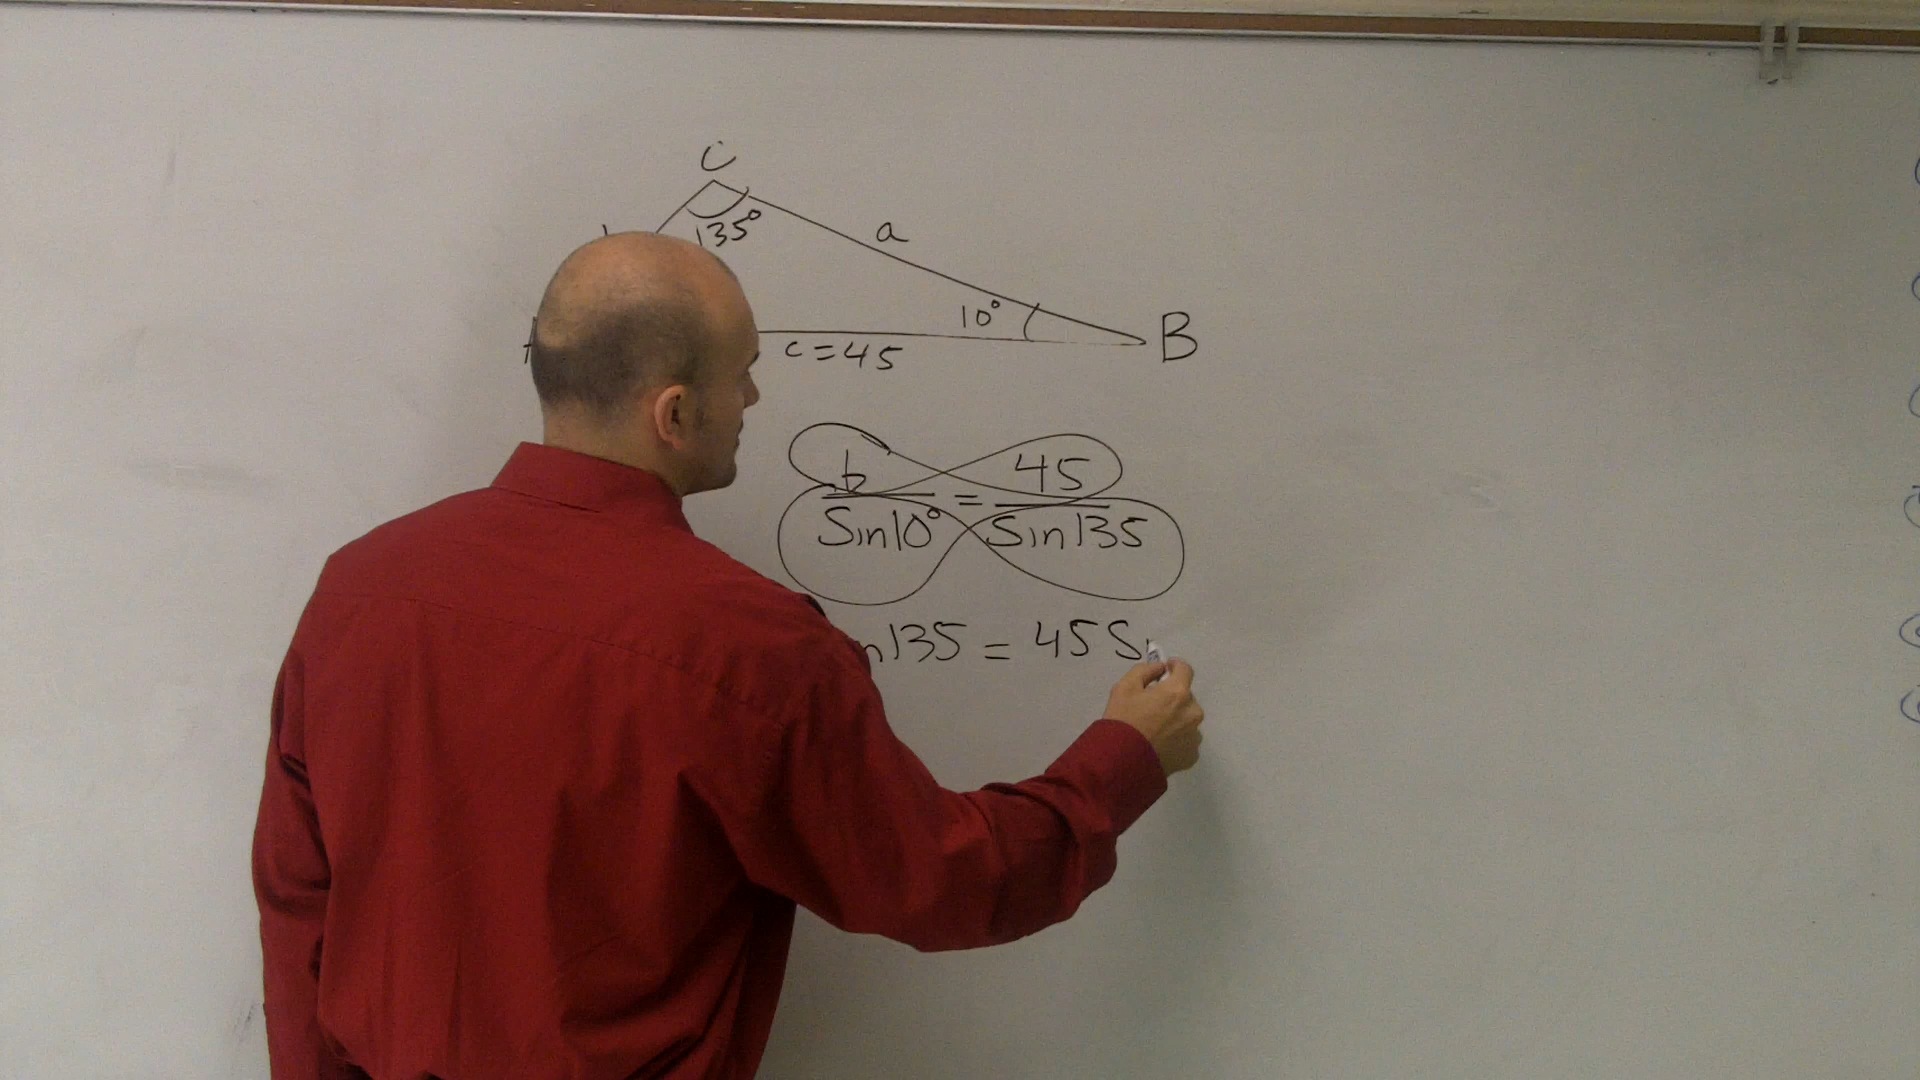 C
135°
a
10°
B
c=45
b = 45
Sin10° Sin135
n135 = 45 S